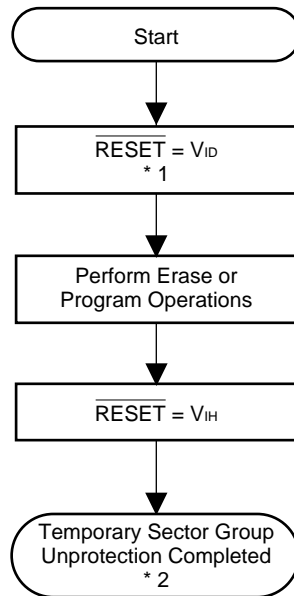 Start
RESET = VID
* 1
Perform Erase or
Program Operations
RESET = VIH
Temporary Sector Group
Unprotection Completed
* 2